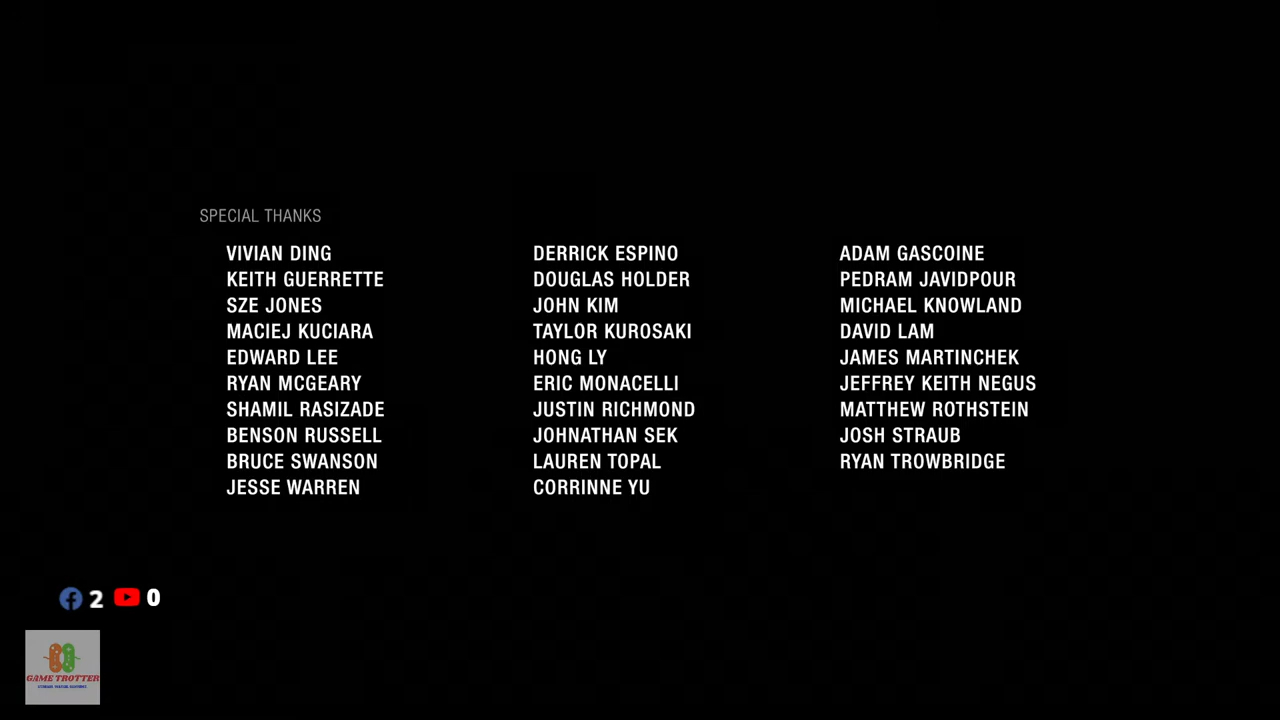 SPECIAL THANKS
VIVIAN DING
KEITH GUERRETTE
SZE JONES
MACIEJ KUCIARA
EDWARD LEE
RYAN MCGEARY
SHAMIL RASIZADE
BENSON RUSSELL
BRUCE SWANSON
JESSE WARREN
DERRICK ESPINO
DOUGLAS HOLDER
JOHN KIM
TAYLOR KUROSAKI
HONG LY
ERIC MONACELLI
JUSTIN RICHMOND
JOHNATHAN SEK
LAUREN TOPAL
CORRINNE YU
ADAM GASCOINE
PEDRAM JAVIDPOUR
MICHAEL KNOWLAND
DAVID LAM
JAMES MARTINCHEK
JEFFREY KEITH NEGUS
MATTHEW ROTHSTEIN
JOSH STRAUB
RYAN TROWBRIDGE
2 0
GAME TROTTER